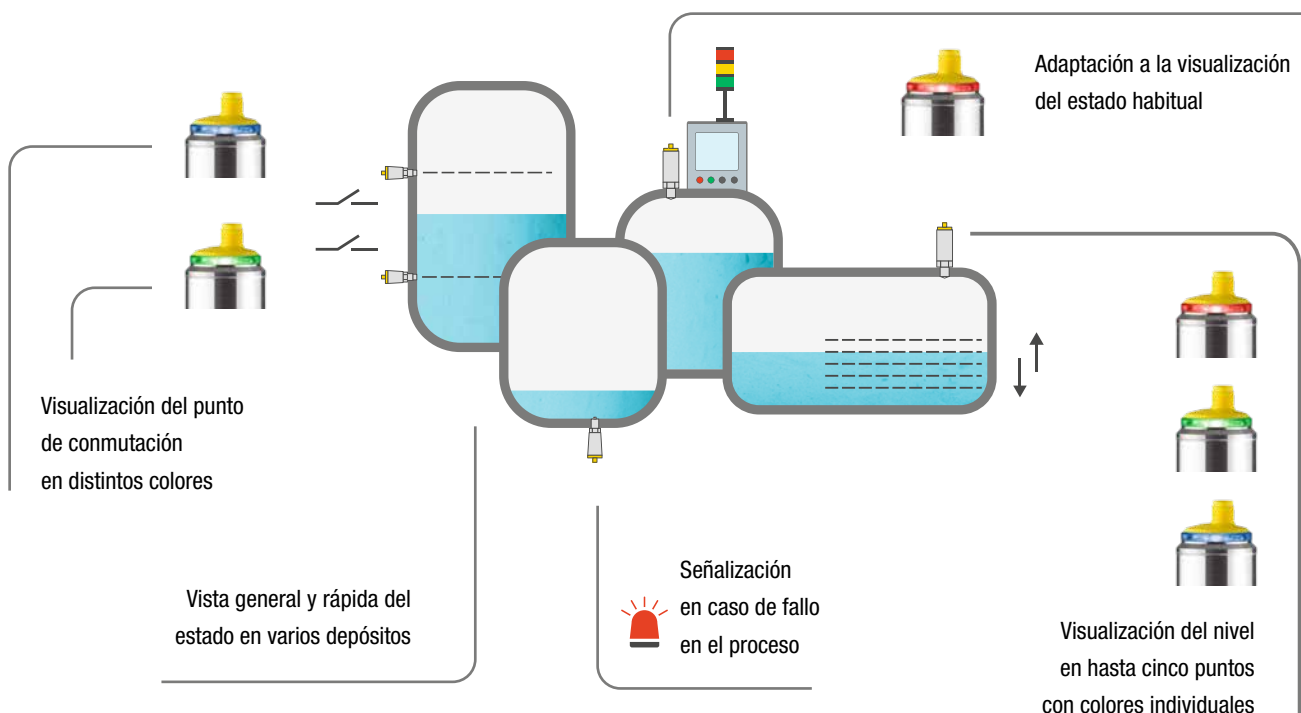 Adaptación a la visualización
del estado habitual
Visualización del punto
de conmutación
en distintos colores
Vista general y rápida del
estado en varios depósitos
Señalización
en caso de fallo
en el proceso
Visualización del nivel
en hasta cinco puntos
con colores individuales